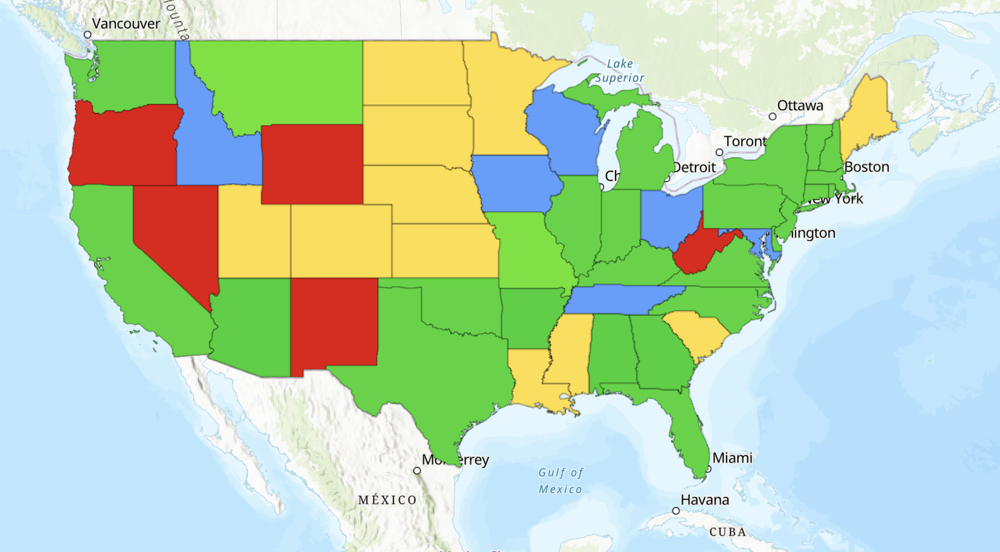 Vancouver
Lake
Superior
Ottawa
Toront
Detroit
Ch
Boston
ew York
ington
Miami
Gulf of
Mexico
Mo
errey
MÉXICO
Havana
CUBA